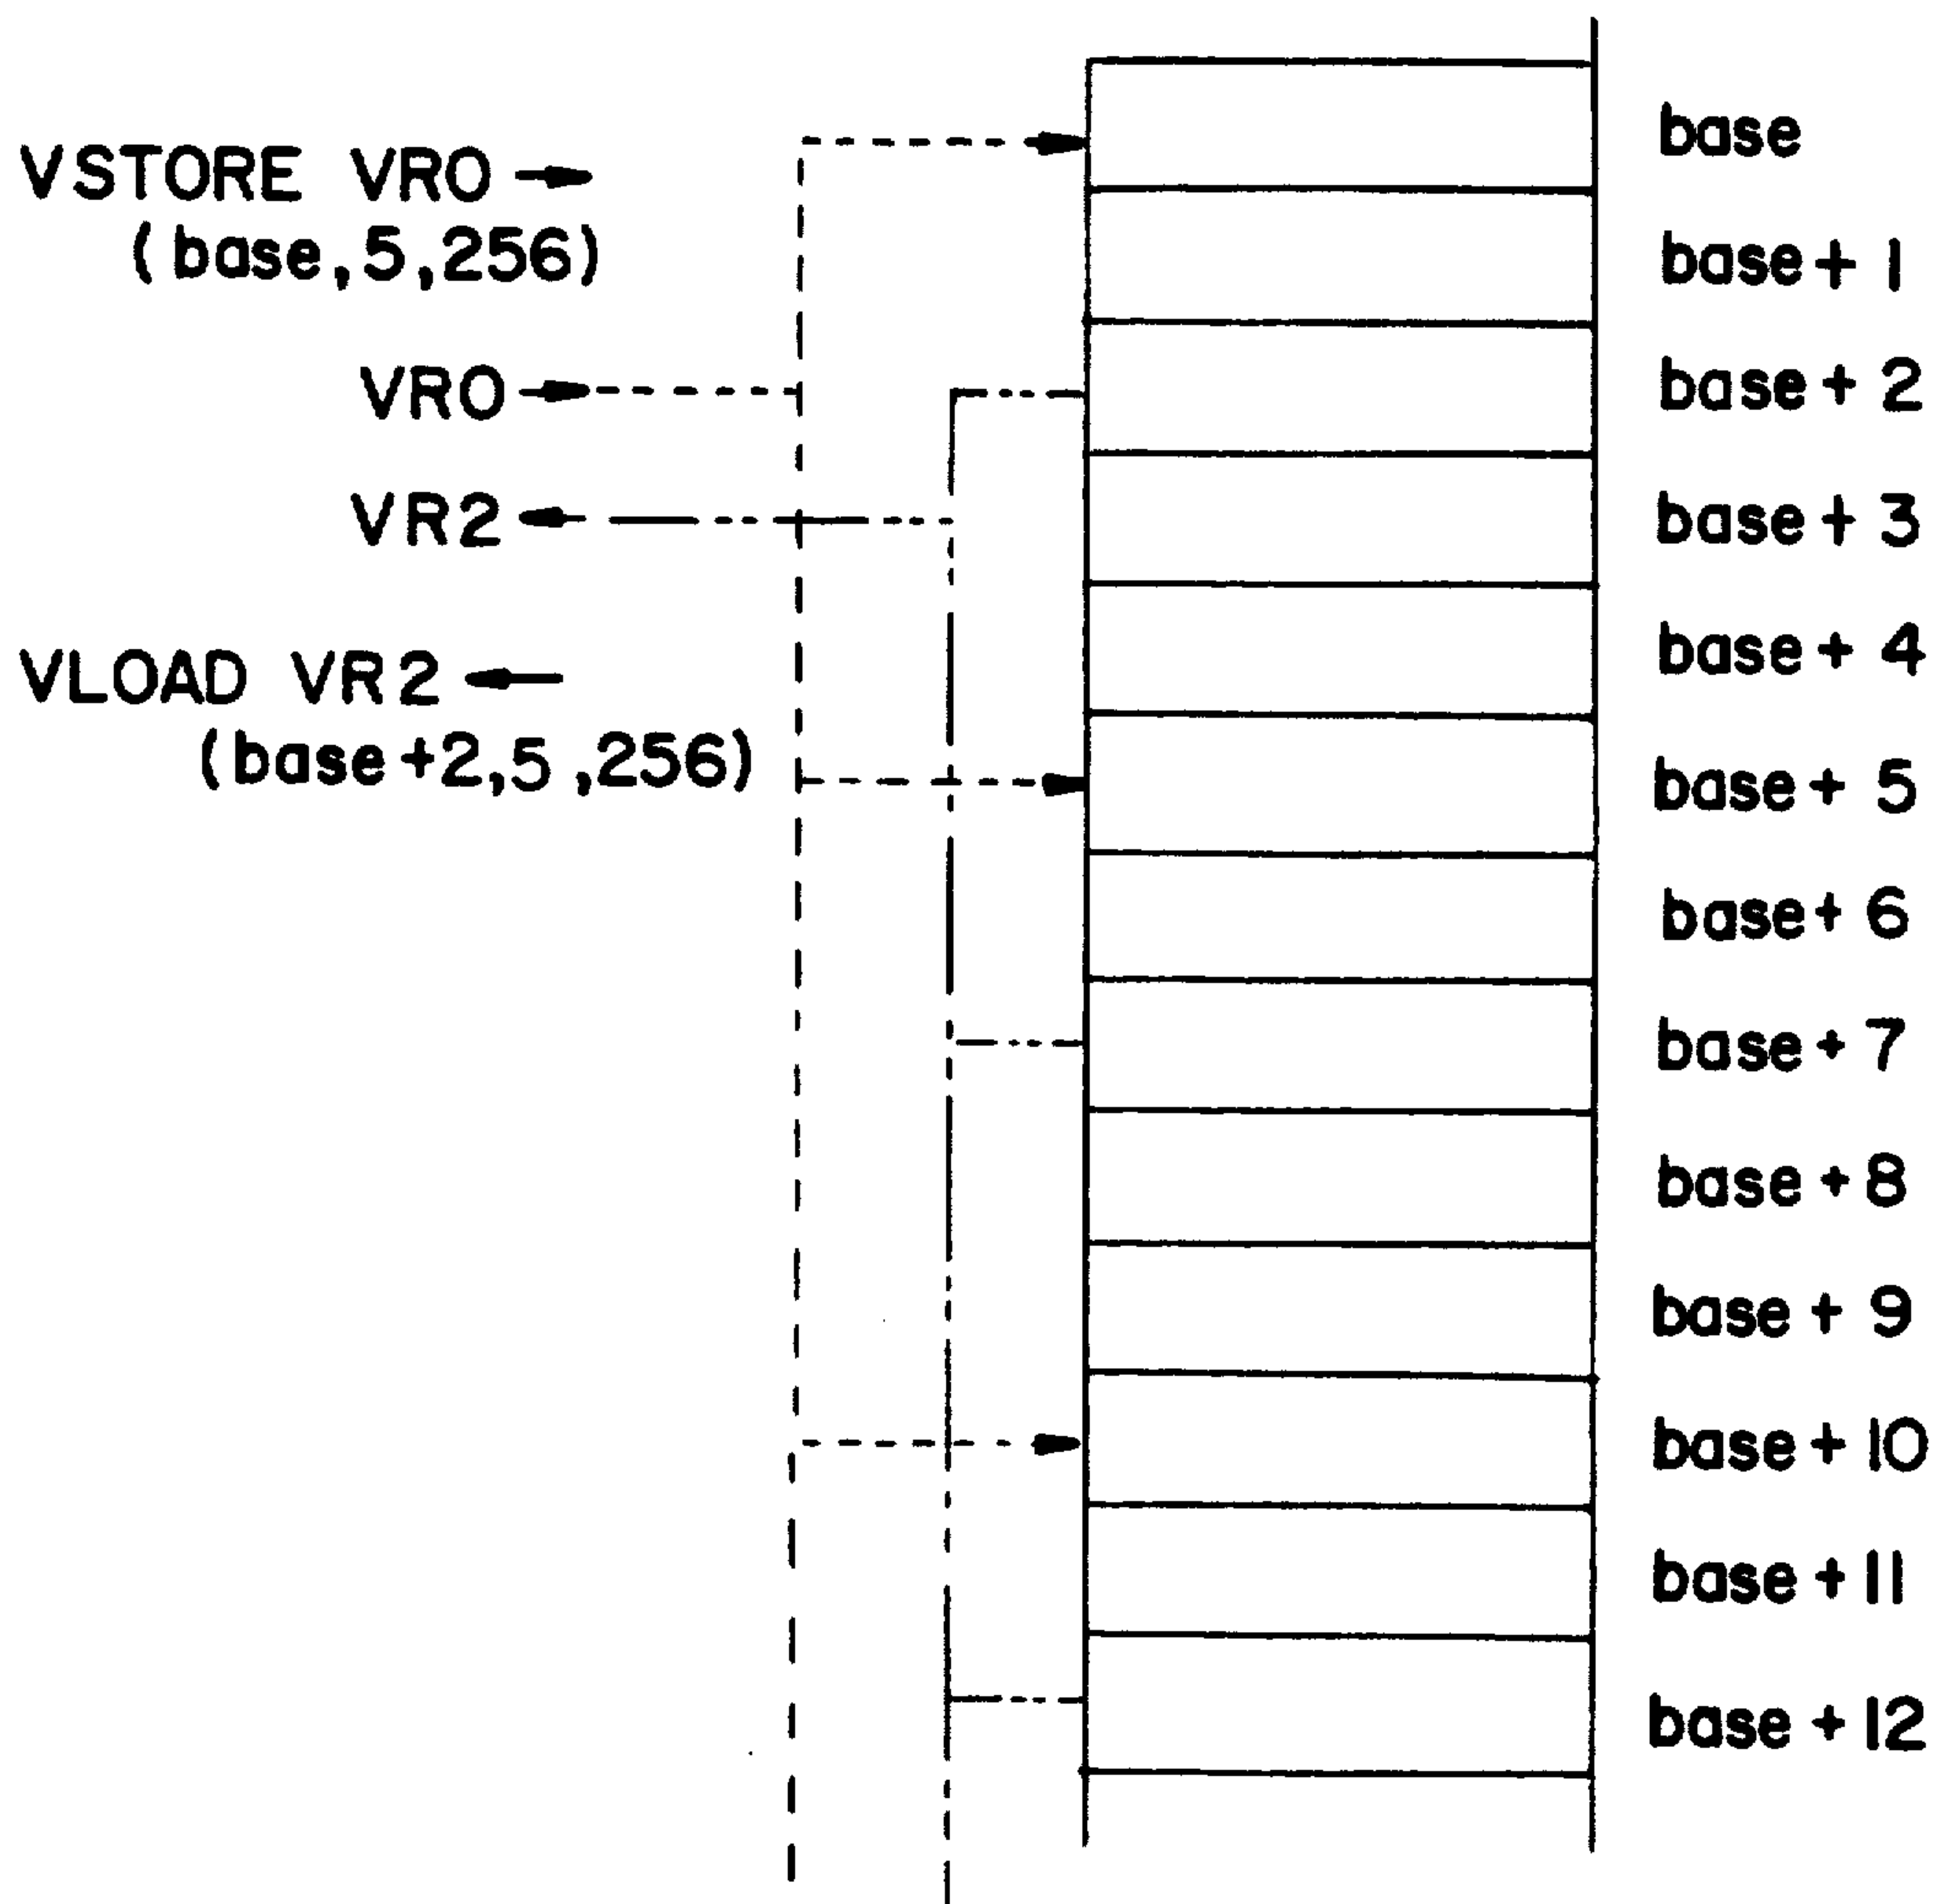 VSTORE VR0 →
(base,5,256)
VR0
VR2
VLOAD VR2 ←
(base+2,5,256)
base
base + 1
base + 2
base + 3
base + 4
base + 5
base + 6
base + 7
base + 8
base + 9
base + 10
base + 11
base + 12